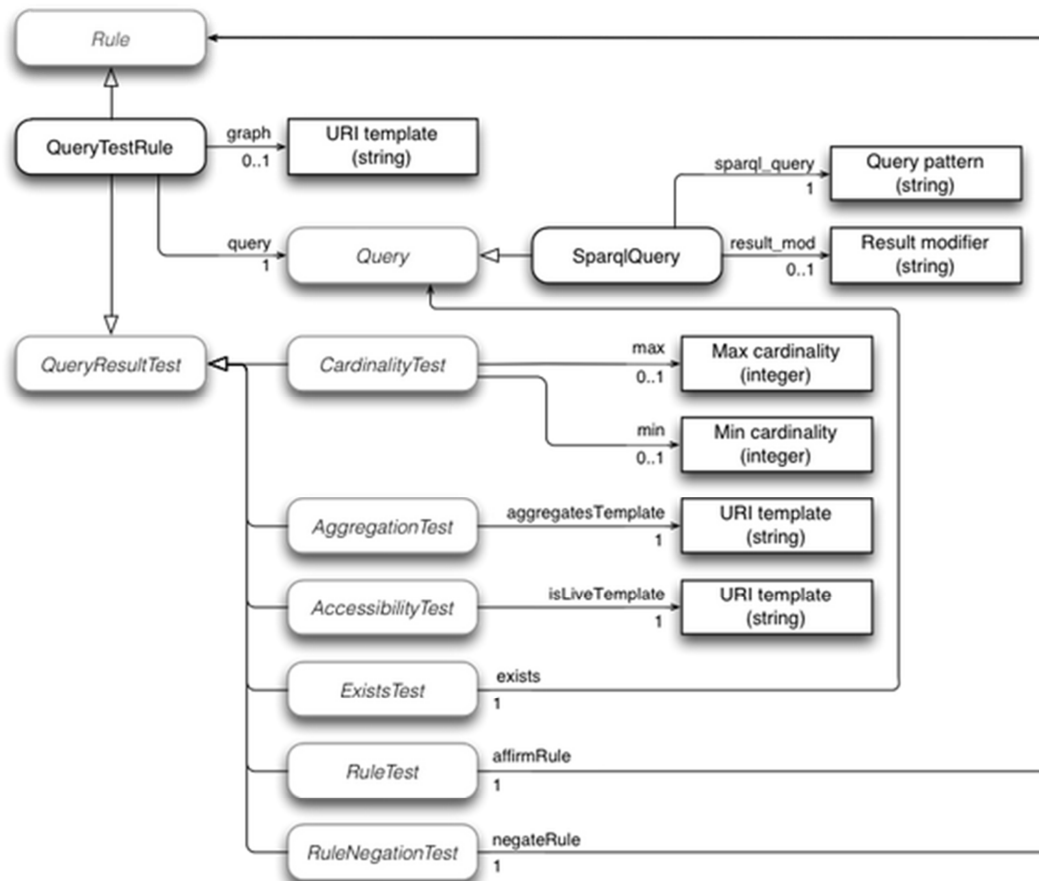 Rule
QueryTestRule
graph
0..1
URI template
(string)
sparql_query
1
Query pattern
(string)
query
1
Query
SparqlQuery
result_mod
0..1
Result modifier
(string)
QueryResultTest
CardinalityTest
max
0..1
Max cardinality
(integer)
min
0..1
Min cardinality
(integer)
AggregationTest
aggregatesTemplate
1
URI template
(string)
AccessibilityTest
isLiveTemplate
1
URI template
(string)
ExistsTest
exists
1
RuleTest
affirmRule
1
RuleNegationTest
negateRule
1